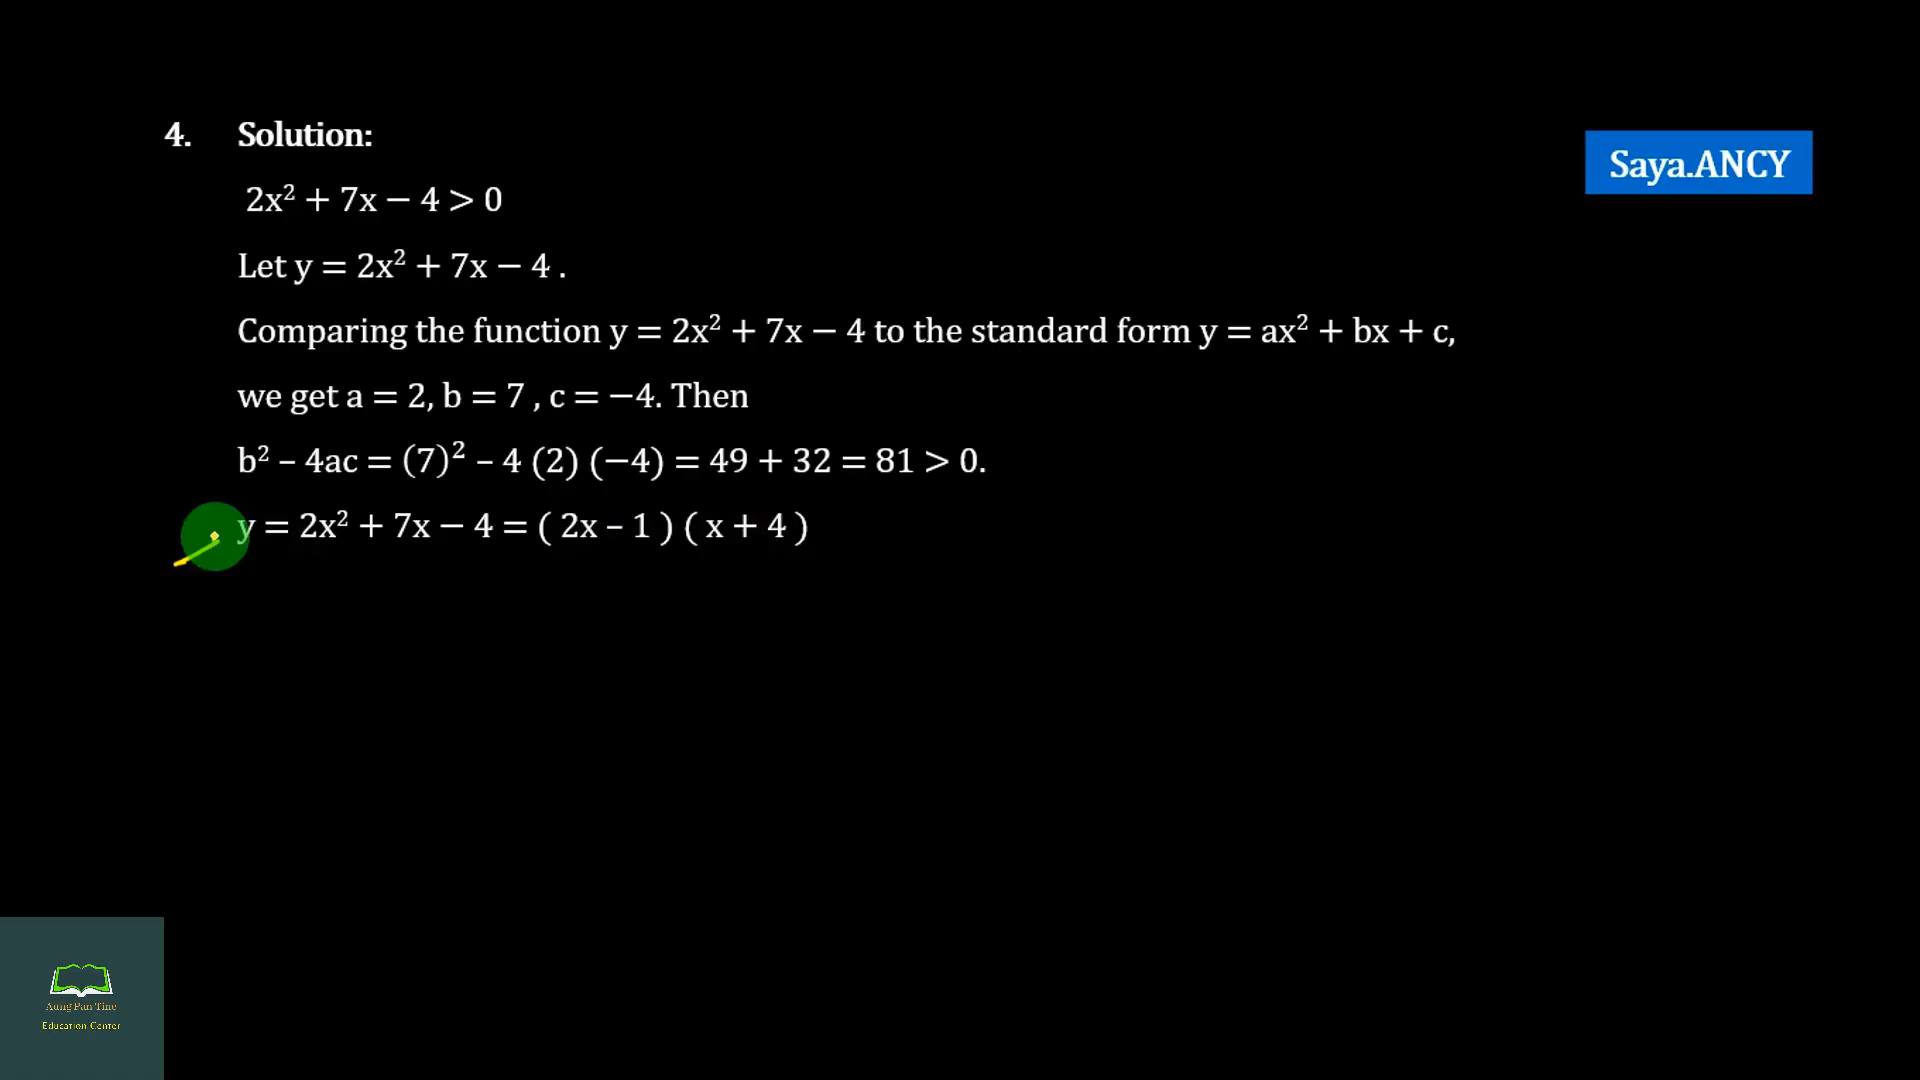 4. Solution:
Saya.ANCY
2x² + 7x − 4 > 0
Let y = 2x² + 7x − 4 .
Comparing the function y = 2x² + 7x − 4 to the standard form y = ax² + bx + c,
we get a = 2, b = 7 , c = −4. Then
b² – 4ac = (7)² – 4 (2) (−4) = 49 + 32 = 81 > 0.
y = 2x² + 7x − 4 = ( 2x – 1 ) ( x + 4 )
Aung Pan Tine
Education Center